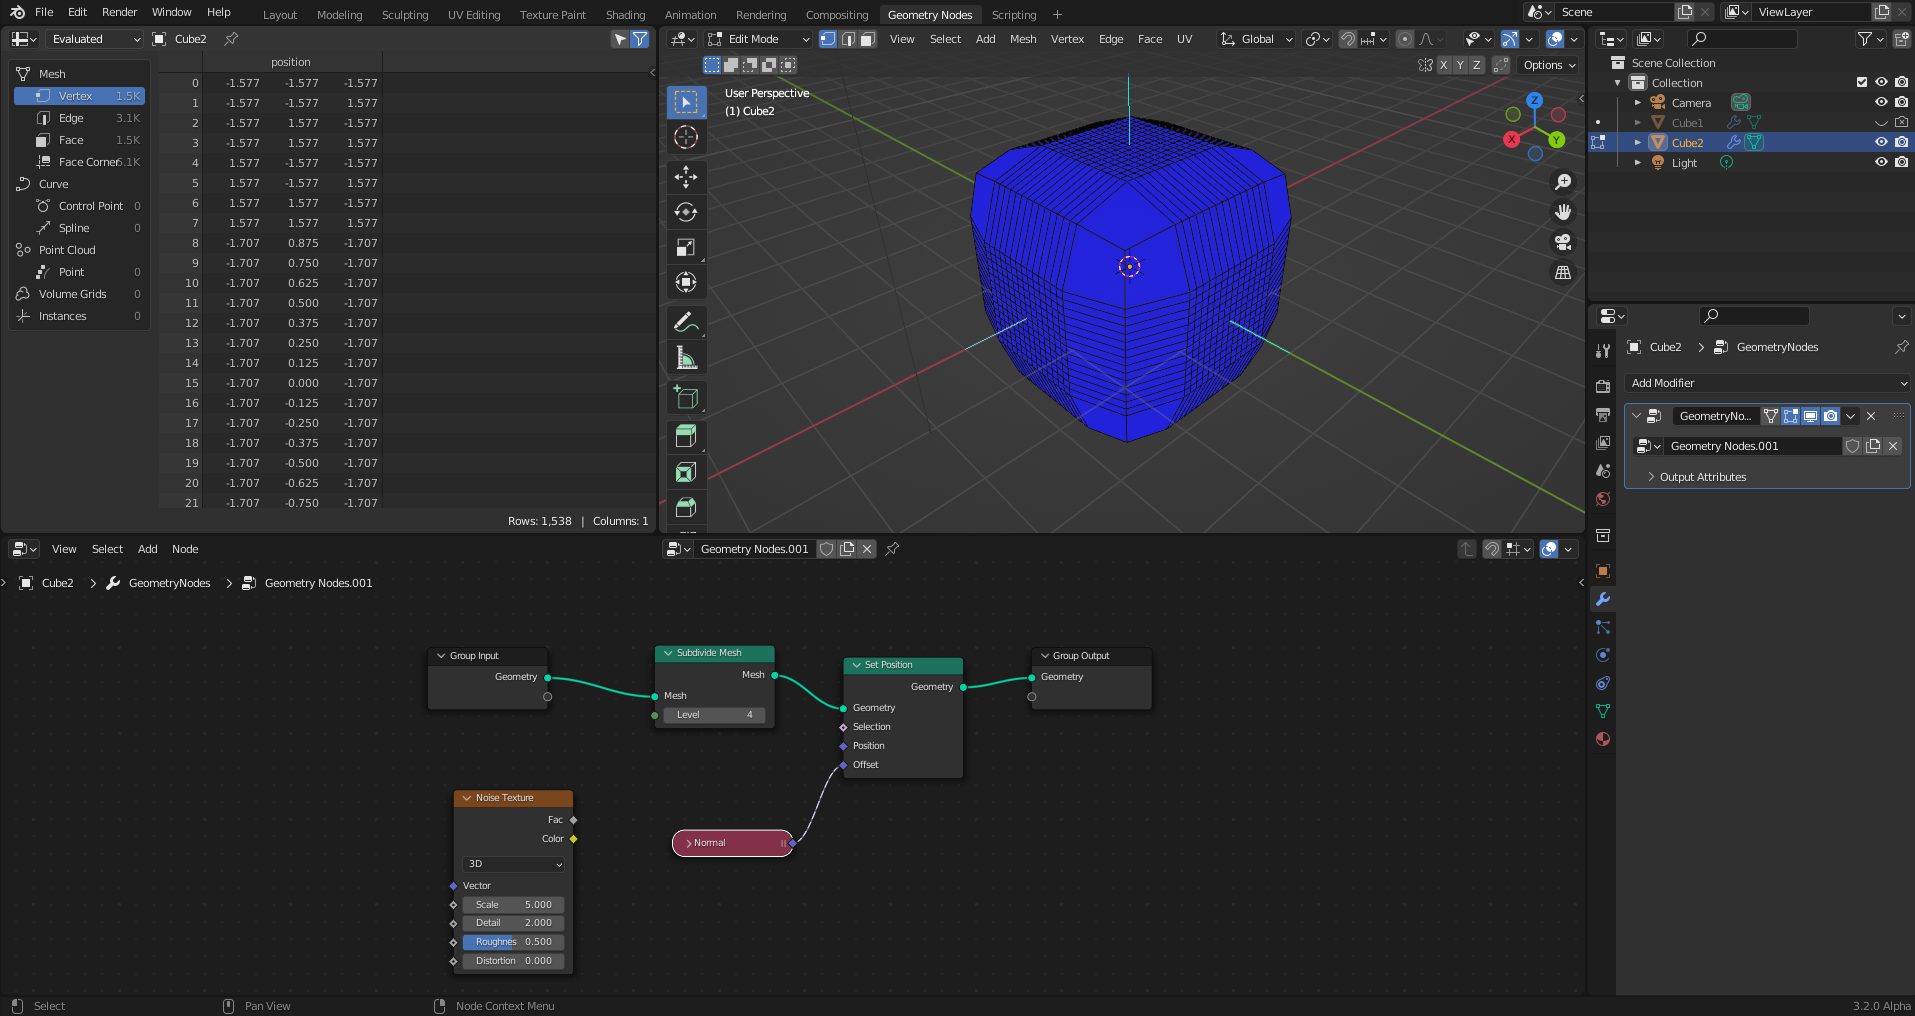 File Edit Render Window Help Layout Modeling Sculpting UV Editing Texture Paint Shading Animation Rendering Compositing Geometry Nodes Scripting + Scene ViewLayer
Evaluated Cube2
position
Mesh
Vertex 1.5K
Edge 3.1K
Face 1.5K
Face Corner 6.1K
Curve
Control Point 0
Spline 0
Point Cloud
Point 0
Volume Grids 0
Instances 0
0 -1.577 -1.577 -1.577
1 -1.577 -1.577 1.577
2 -1.577 1.577 -1.577
3 -1.577 1.577 1.577
4 1.577 -1.577 -1.577
5 1.577 -1.577 1.577
6 1.577 1.577 -1.577
7 1.577 1.577 1.577
8 -1.707 0.875 -1.707
9 -1.707 0.750 -1.707
10 -1.707 0.625 -1.707
11 -1.707 0.500 -1.707
12 -1.707 0.375 -1.707
13 -1.707 0.250 -1.707
14 -1.707 0.125 -1.707
15 -1.707 0.000 -1.707
16 -1.707 -0.125 -1.707
17 -1.707 -0.250 -1.707
18 -1.707 -0.375 -1.707
19 -1.707 -0.500 -1.707
20 -1.707 -0.625 -1.707
21 -1.707 -0.750 -1.707
Rows: 1,538 | Columns: 1
Edit Mode View Select Add Mesh Vertex Edge Face UV Global
X Y Z Options
User Perspective
(1) Cube2
Z
X Y
Scene Collection
Collection
Camera
Cube1
Cube2
Light
Cube2 > GeometryNodes
Add Modifier
GeometryNo...
Geometry Nodes.001
Output Attributes
View Select Add Node Geometry Nodes.001
Cube2 > GeometryNodes > Geometry Nodes.001
Group Input
Geometry
Subdivide Mesh
Mesh
Mesh
Level 4
Set Position
Geometry
Geometry
Selection
Position
Offset
Group Output
Geometry
Noise Texture
Fac
Color
3D
Vector
Scale 5.000
Detail 2.000
Roughnes 0.500
Distortion 0.000
Normal
Select Pan View Node Context Menu 3.2.0 Alpha